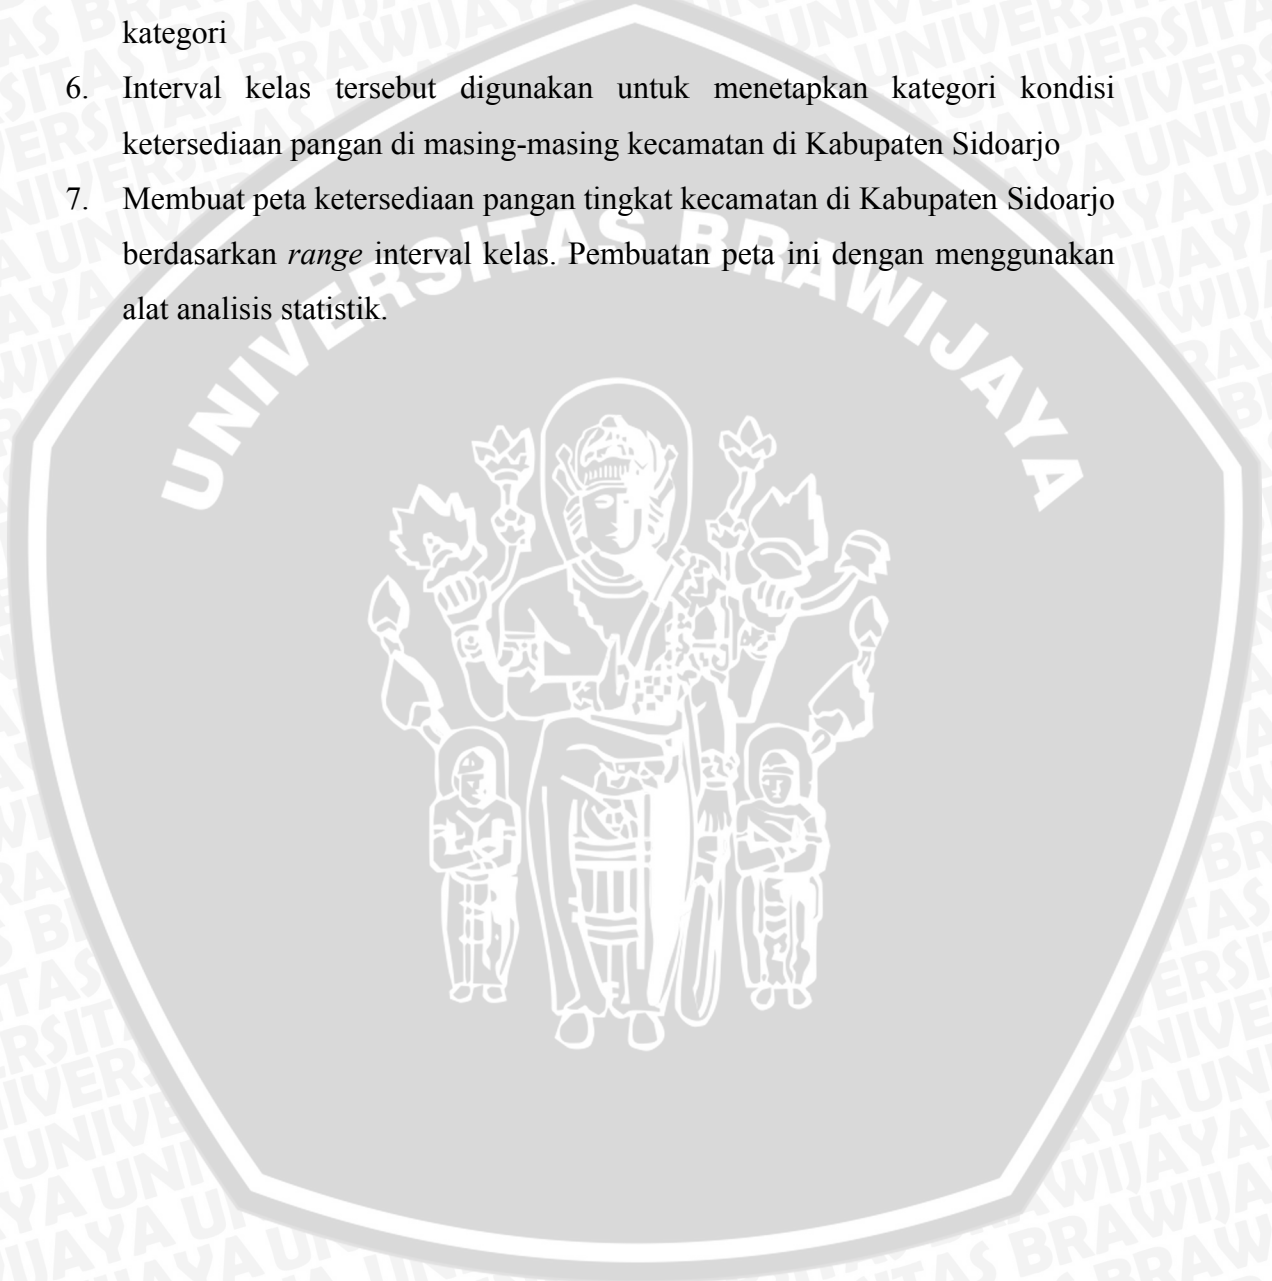 kategori
6. Interval kelas tersebut digunakan untuk menetapkan kategori kondisi
ketersediaan pangan di masing-masing kecamatan di Kabupaten Sidoarjo
7. Membuat peta ketersediaan pangan tingkat kecamatan di Kabupaten Sidoarjo
berdasarkan range interval kelas. Pembuatan peta ini dengan menggunakan
alat analisis statistik.
UNIVERSITAS BRAWIJAYA